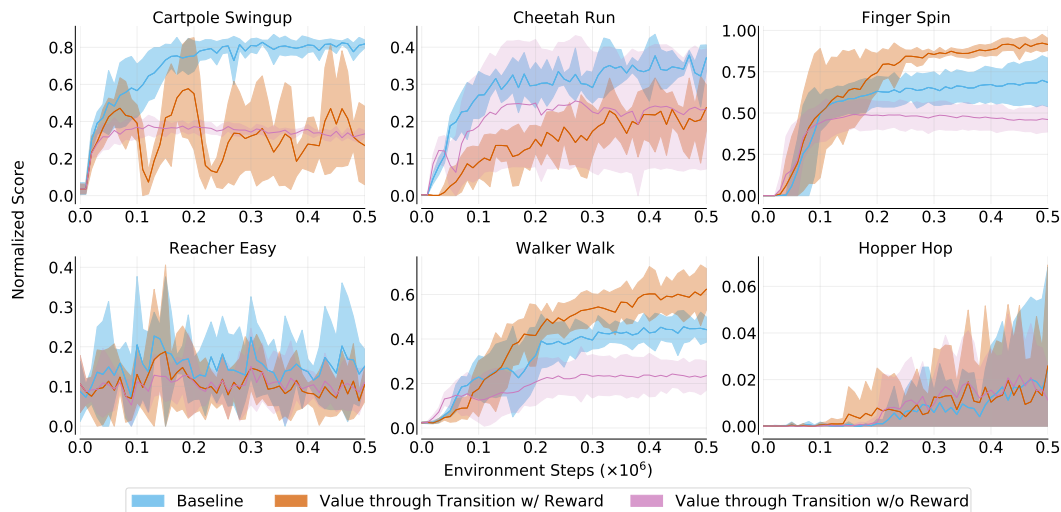 Cartpole Swingup
Cheetah Run
Finger Spin
Normalized Score
0.8
0.6
0.4
0.2
0.0
0.0 0.1 0.2 0.3 0.4 0.5
0.4
0.3
0.2
0.1
0.0
0.0 0.1 0.2 0.3 0.4 0.5
1.00
0.75
0.50
0.25
0.00
0.0 0.1 0.2 0.3 0.4 0.5
Reacher Easy
Walker Walk
Hopper Hop
0.4
0.3
0.2
0.1
0.0
0.0 0.1 0.2 0.3 0.4 0.5
0.6
0.4
0.2
0.0
0.0 0.1 0.2 0.3 0.4 0.5
0.06
0.04
0.02
0.00
0.0 0.1 0.2 0.3 0.4 0.5
Environment Steps (×10⁶)
Baseline
Value through Transition w/ Reward
Value through Transition w/o Reward